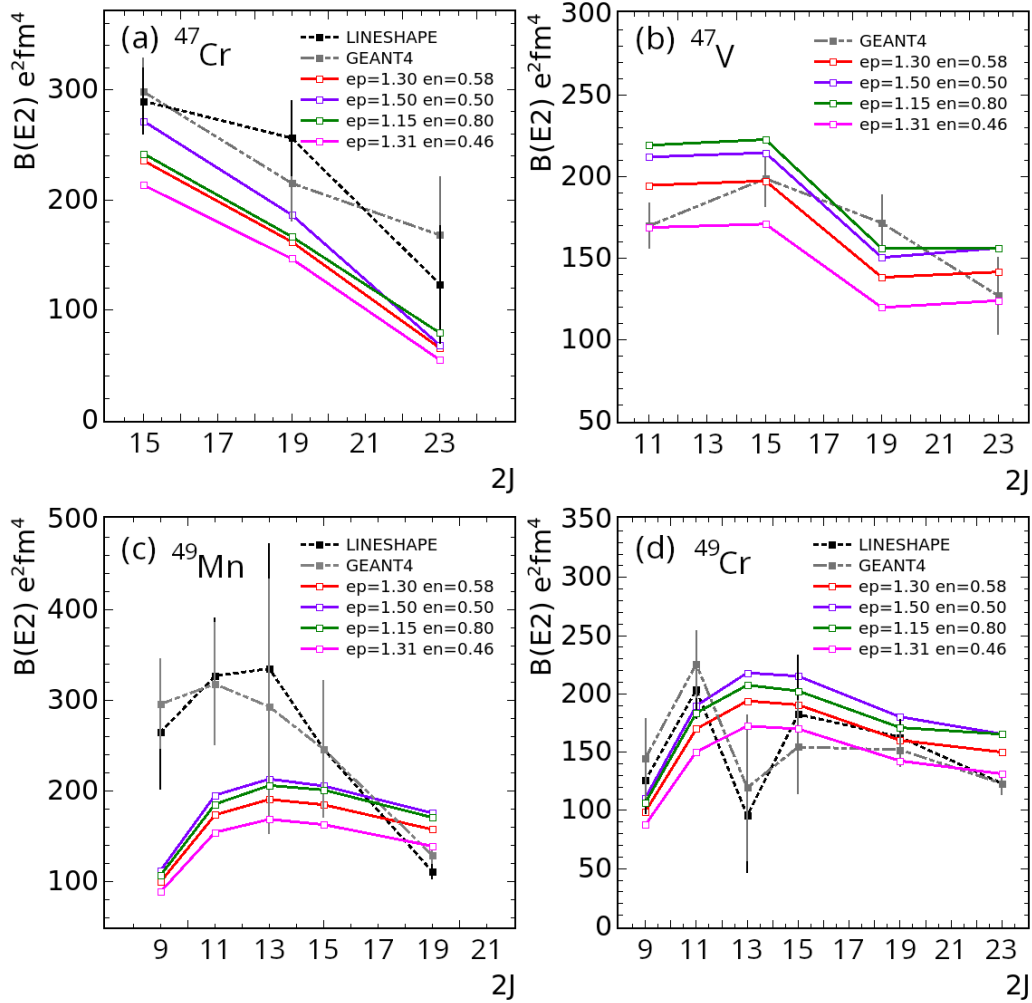 (a) ⁴⁷Cr
LINESHAPE
GEANT4
ep=1.30 en=0.58
ep=1.50 en=0.50
ep=1.15 en=0.80
ep=1.31 en=0.46
B(E2) e²fm⁴
300
200
100
0
15 17 19 21 23
2J
(b) ⁴⁷V
GEANT4
ep=1.30 en=0.58
ep=1.50 en=0.50
ep=1.15 en=0.80
ep=1.31 en=0.46
B(E2) e²fm⁴
300
250
200
150
100
50
11 13 15 17 19 21 23
2J
(c) ⁴⁹Mn
LINESHAPE
GEANT4
ep=1.30 en=0.58
ep=1.50 en=0.50
ep=1.15 en=0.80
ep=1.31 en=0.46
B(E2) e²fm⁴
500
400
300
200
100
9 11 13 15 17 19 21
2J
(d) ⁴⁹Cr
LINESHAPE
GEANT4
ep=1.30 en=0.58
ep=1.50 en=0.50
ep=1.15 en=0.80
ep=1.31 en=0.46
B(E2) e²fm⁴
350
300
250
200
150
100
50
0
9 11 13 15 17 19 21 23
2J